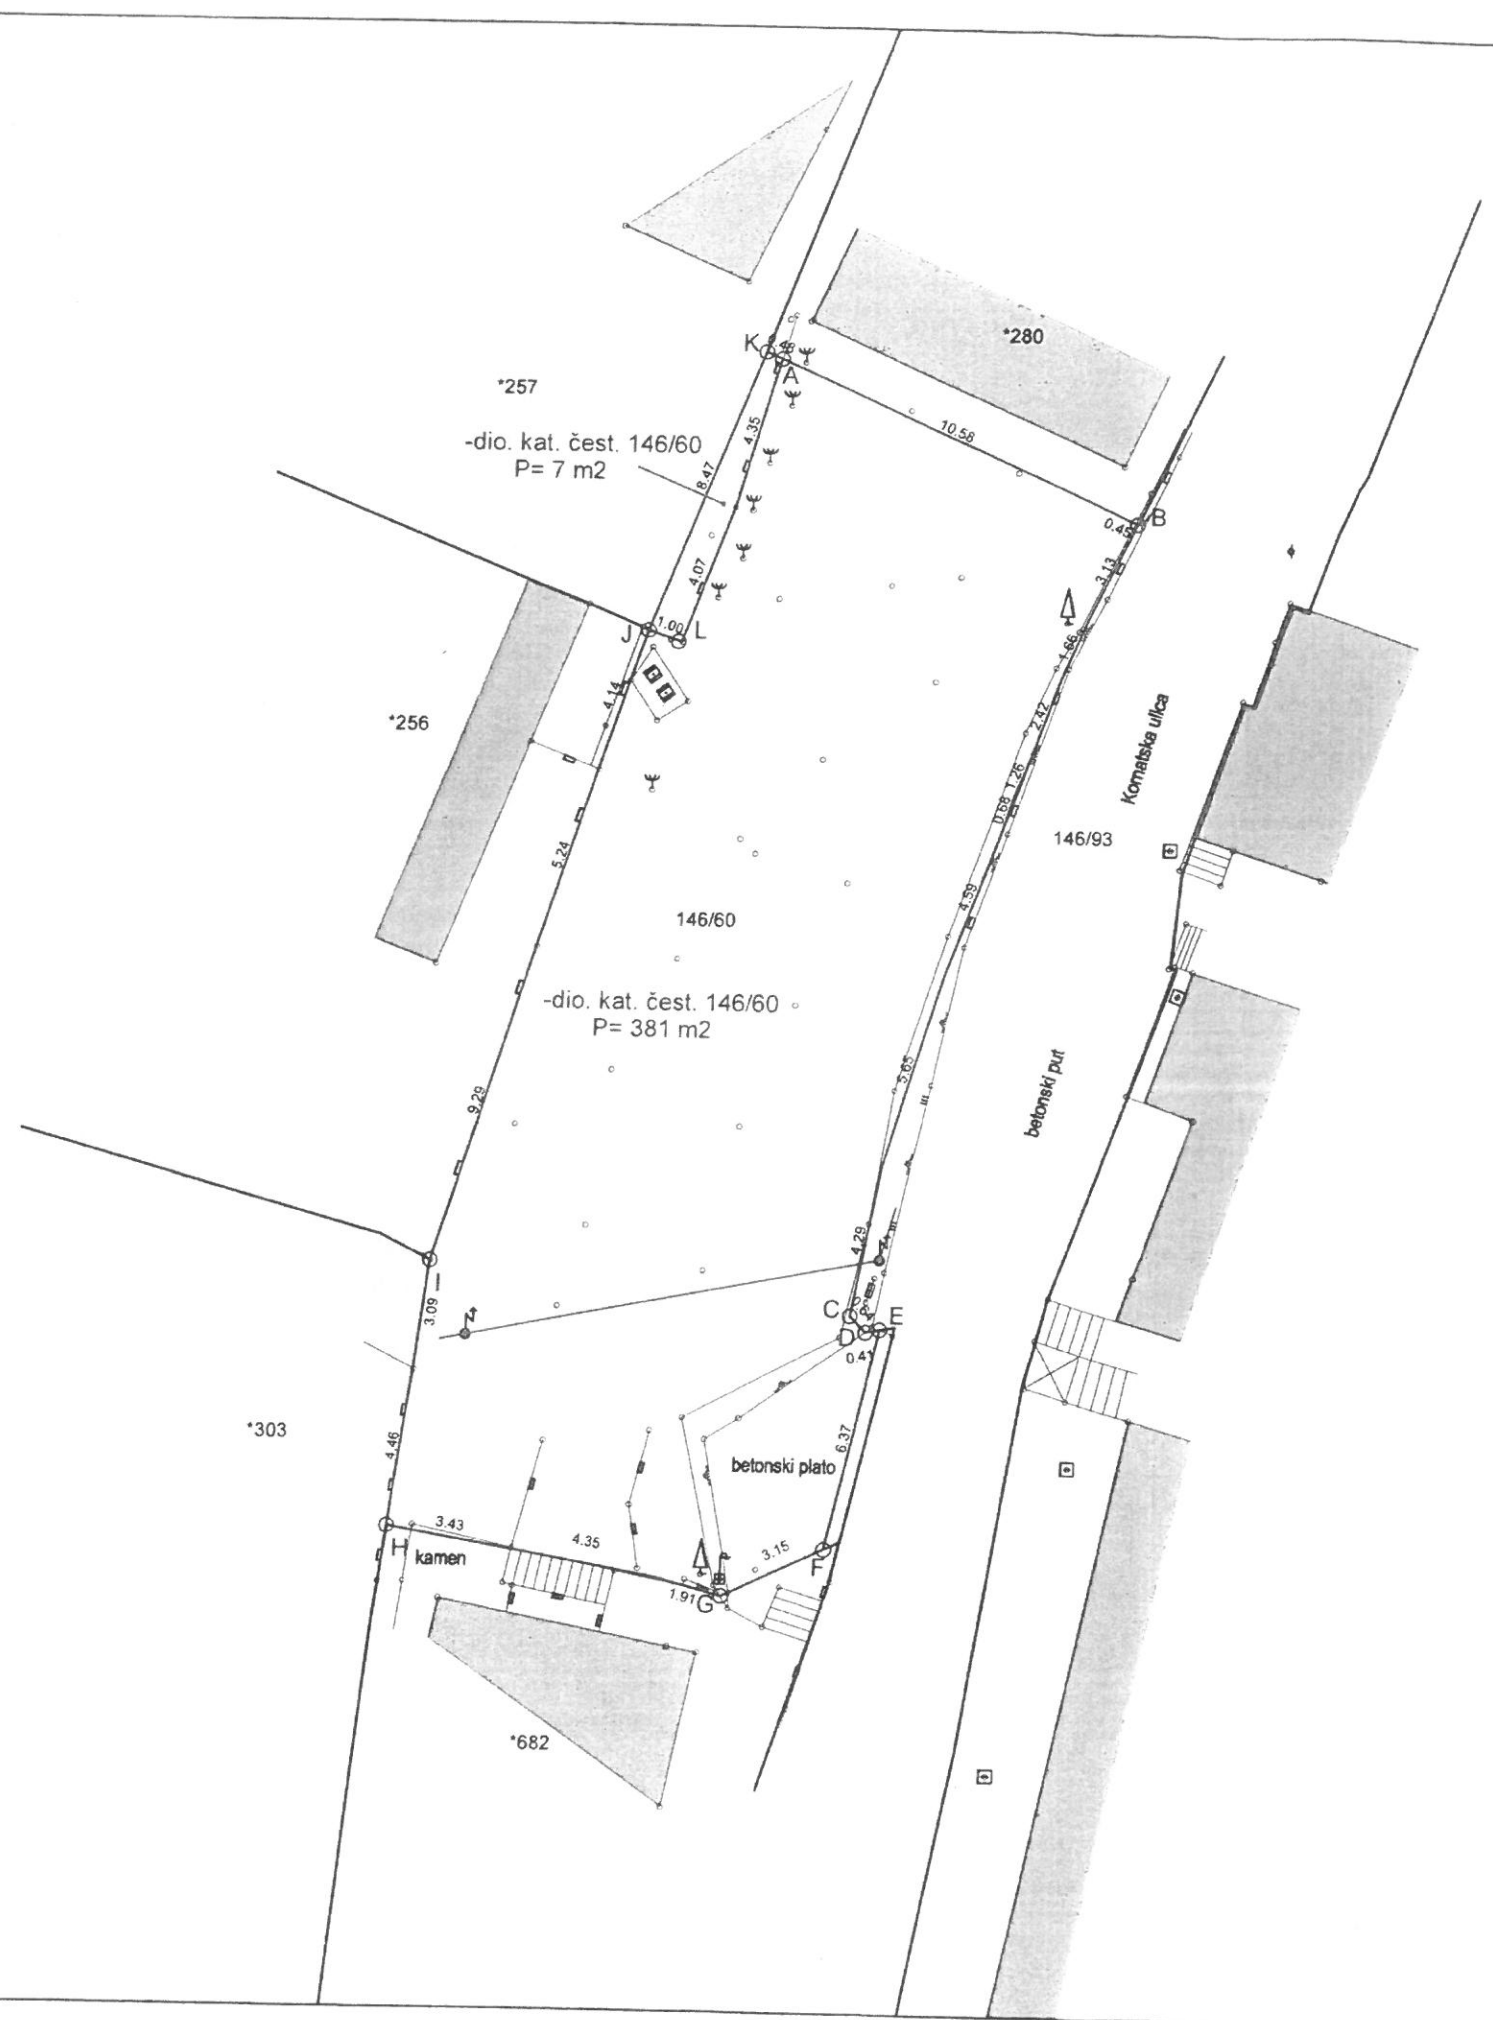 *280
K
A
*257
-dio. kat. čest. 146/60
P= 7 m2
4.35
10.58
8.47
B
0.45
3.13
4.07
1.00
L
J
1.66
4.14
*256
2.42
Kornatska ulica
1.26
0.68
146/93
5.24
4.59
146/60
-dio. kat. čest. 146/60
P= 381 m2
5.65
betonski put
9.29
4.29
3.09
C
D
E
0.41
*303
4.46
6.37
betonski plato
3.43
4.35
3.15
H
kamen
F
1.91
G
*682